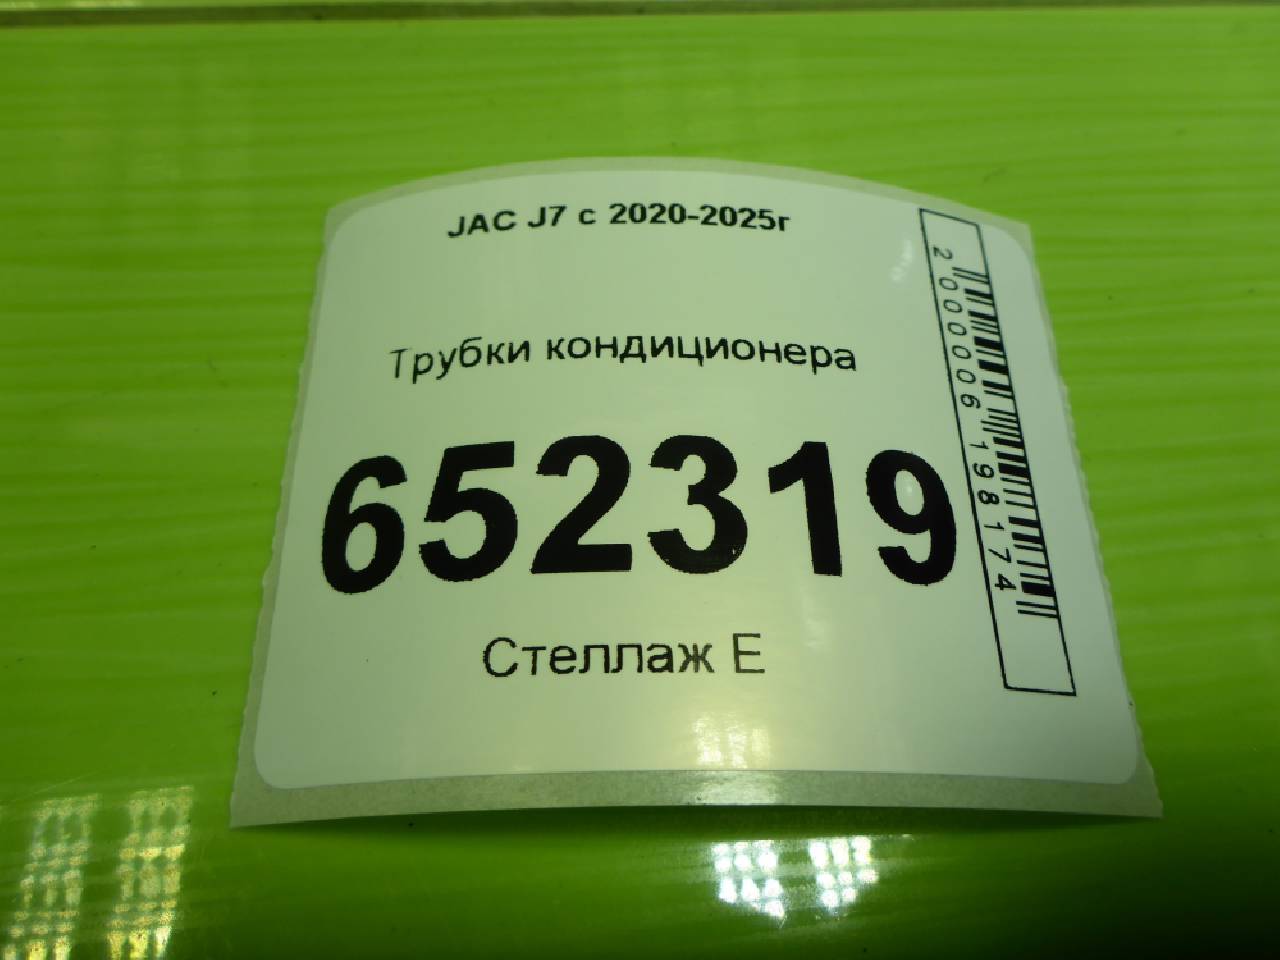 JAC J7 с 2020-2025г
Трубки кондиционера
652319
Стеллаж Е
2000006198174